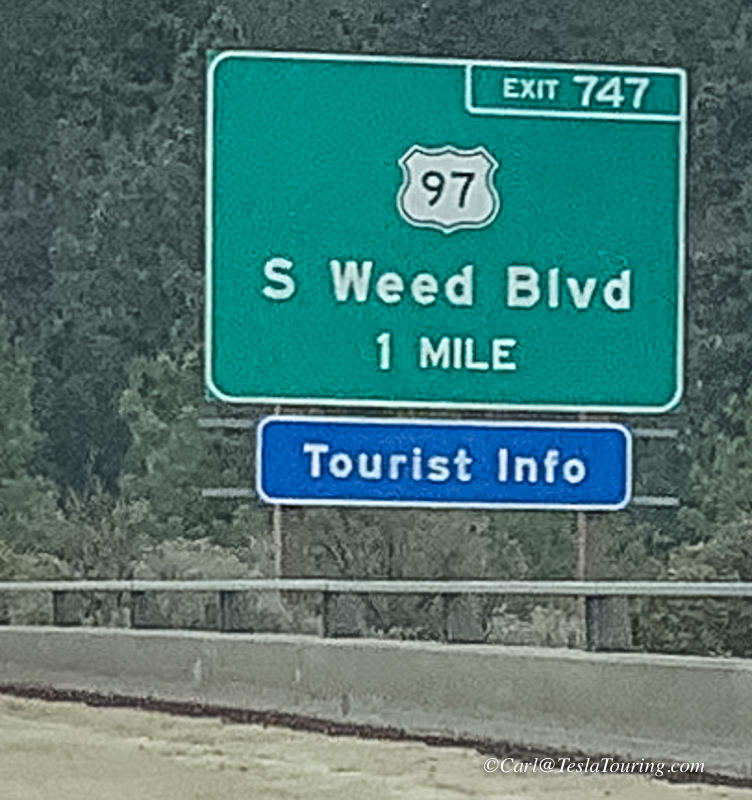 EXIT 747
97
S Weed Blvd
1 MILE
Tourist Info
©Carl@TeslaTouring.com